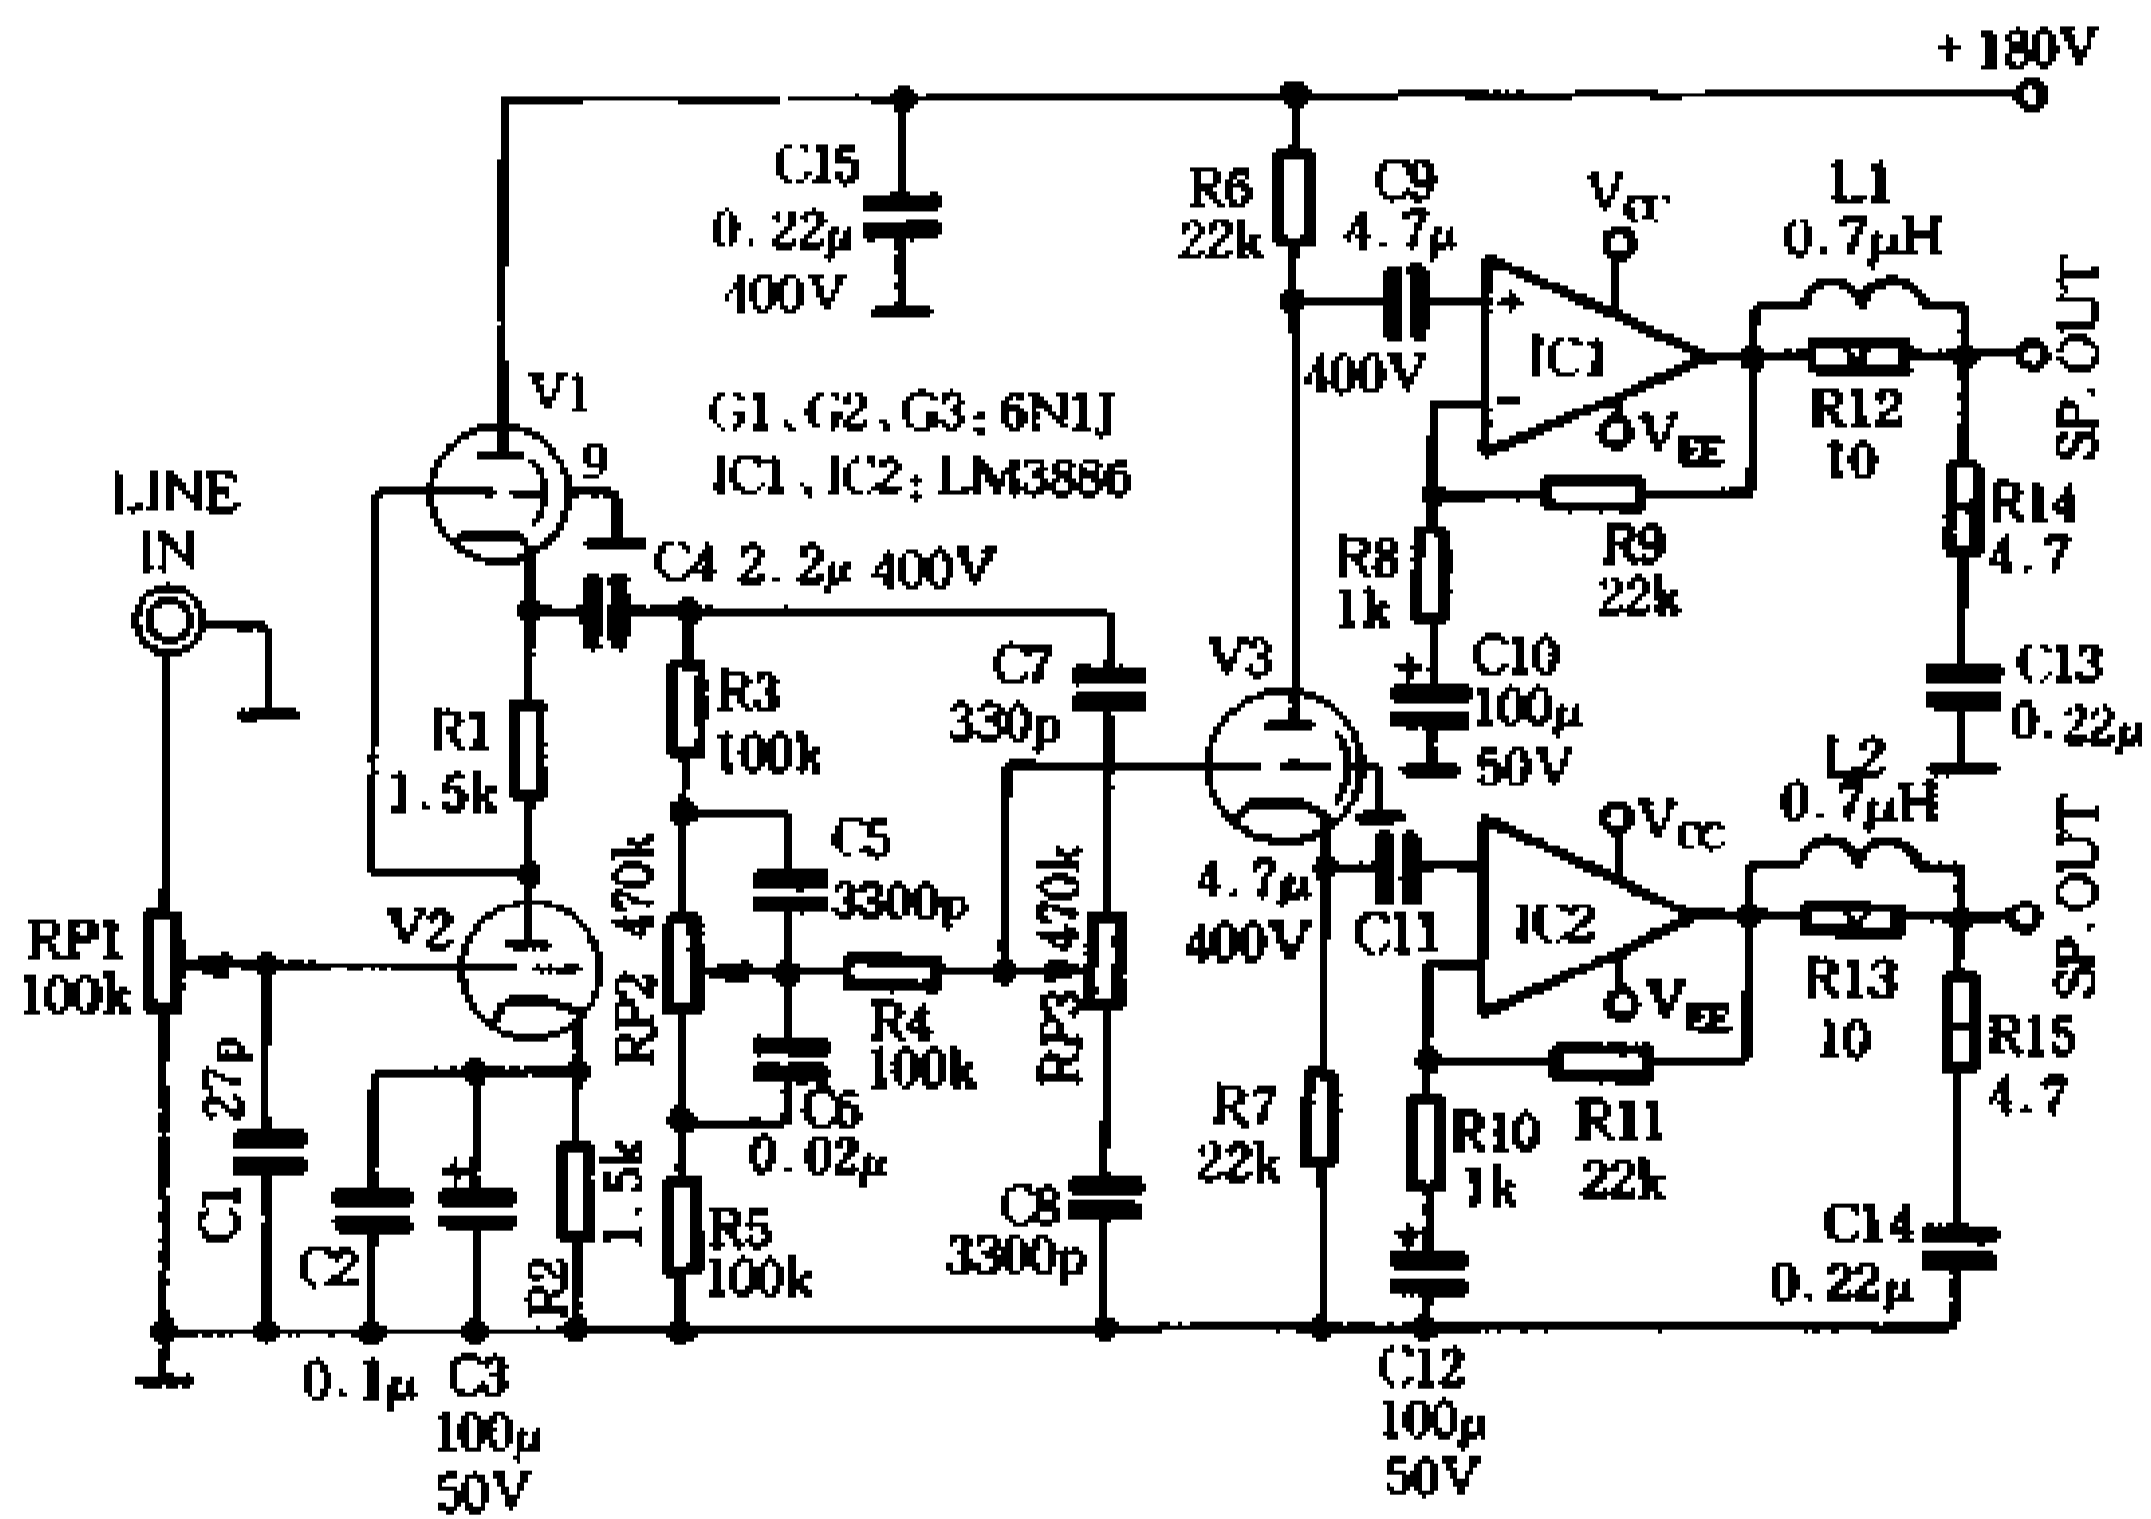 +180V
C15
0.22μ
400V
R6
22k
C9
4.7μ
400V
VCC
L1
0.7μH
SP.OUT
V1
9
G1、G2、G3:6N1J
IC1、IC2:LM3886
+
IC1
-
VEE
R12
10
LINE
IN
C4 2.2μ 400V
R8
1k
R9
22k
R14
4.7
R1
1.5k
R3
100k
C7
330p
V3
+
C10
100μ
50V
C13
0.22μ
L2
0.7μH
C5
3300p
470k
470k
4.7μ
400V
C11
VCC
IC2
VEE
SP.OUT
RP1
100k
V2
RP2
R4
100k
RP3
R13
10
R15
4.7
27p
C1
C6
0.02μ
R7
22k
R10
1k
R11
22k
C2
+
1.5k
R2
R5
100k
C8
3300p
+
C14
0.22μ
0.1μ
C3
100μ
50V
C12
100μ
50V